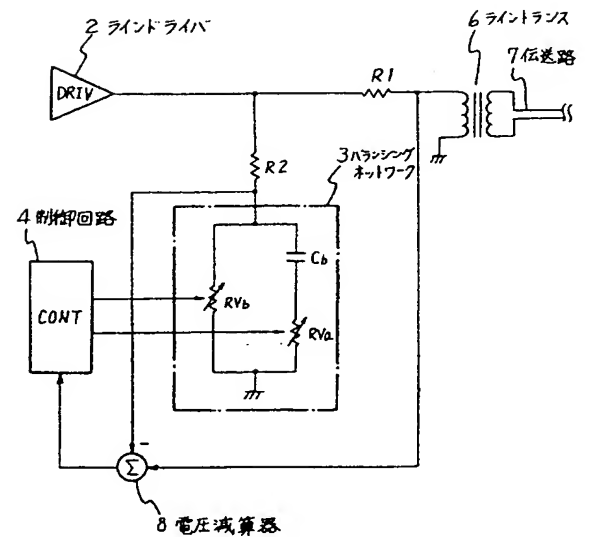 2 ラインドライバ
6 ライントランス
7 伝送路
DRIV
R1
R2
3 バランシング
ネットワーク
4 制御回路
CONT
Cb
RVb
RVa
−
Σ
8 電圧減算器